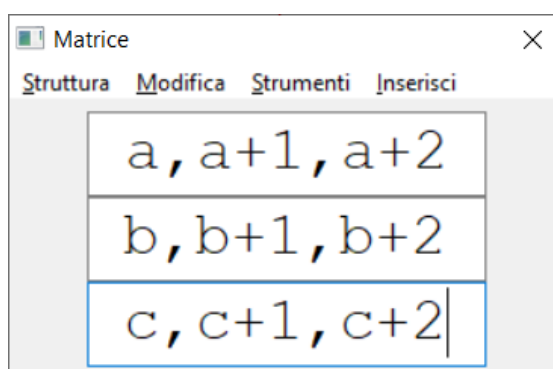 Matrice
Struttura Modifica Strumenti Inserisci
a,a+1,a+2
b,b+1,b+2
c,c+1,c+2